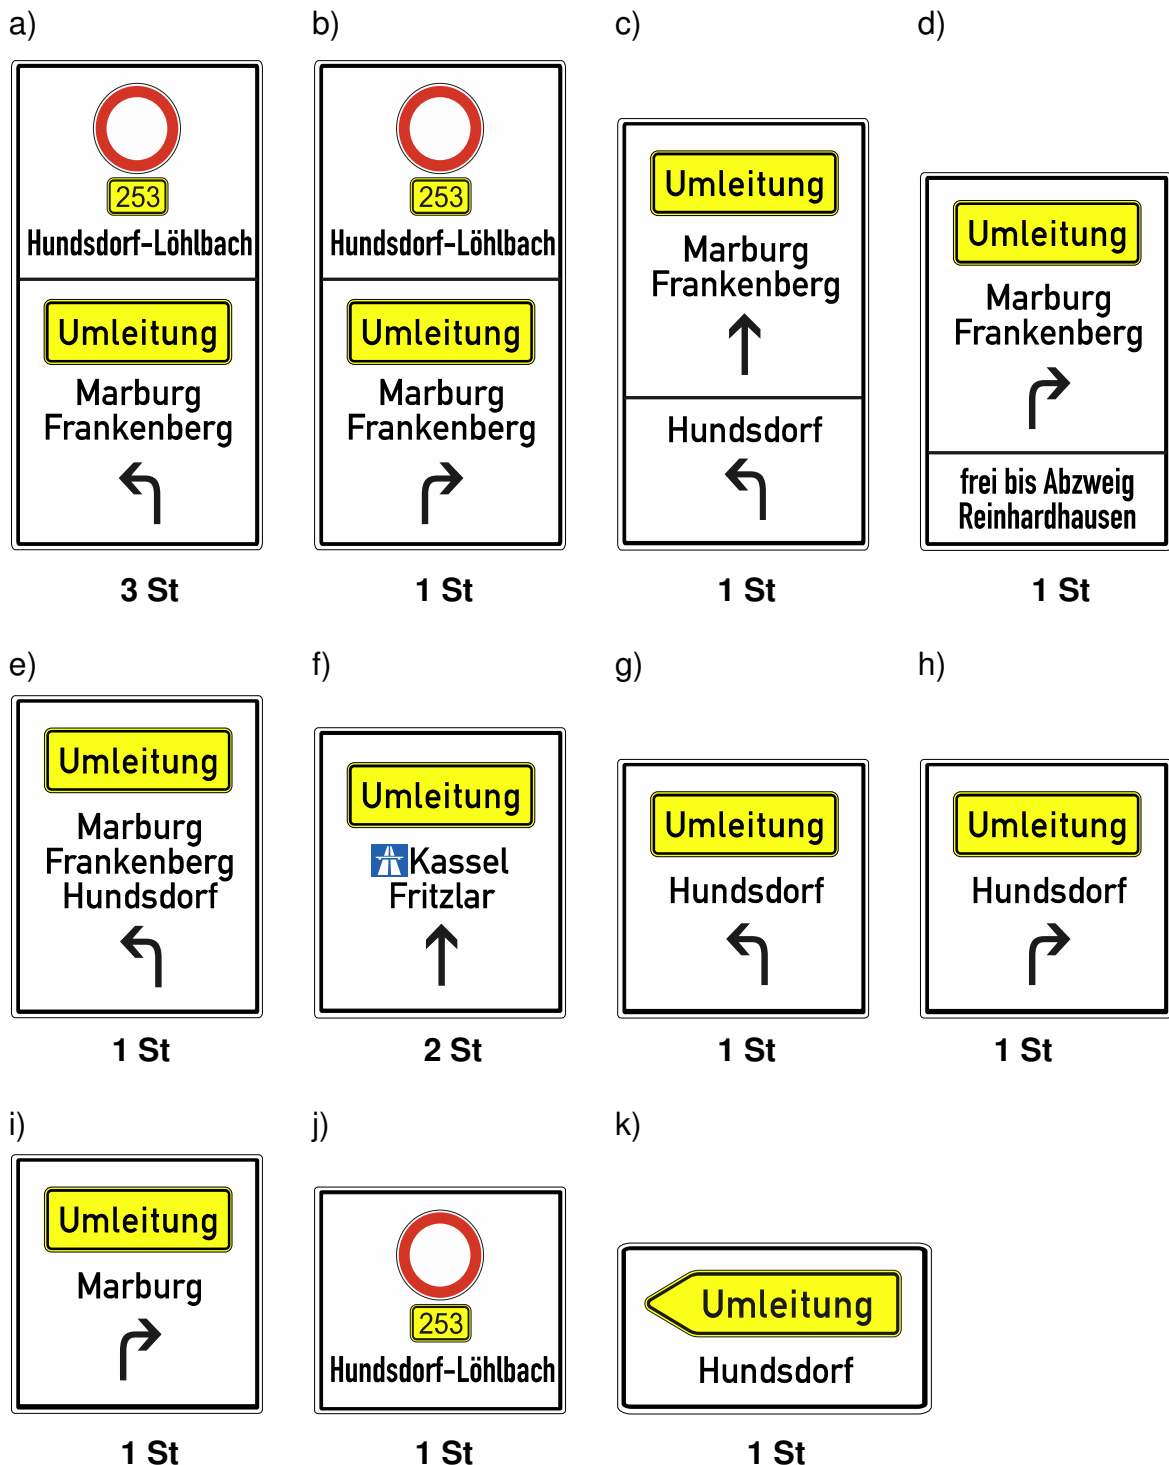 a)
253
Hundsdorf-Löhlbach
Umleitung
Marburg
Frankenberg
3 St
b)
253
Hundsdorf-Löhlbach
Umleitung
Marburg
Frankenberg
1 St
c)
Umleitung
Marburg
Frankenberg
Hundsdorf
1 St
d)
Umleitung
Marburg
Frankenberg
frei bis Abzweig
Reinhardhausen
1 St
e)
Umleitung
Marburg
Frankenberg
Hundsdorf
1 St
f)
Umleitung
Kassel
Fritzlar
2 St
g)
Umleitung
Hundsdorf
1 St
h)
Umleitung
Hundsdorf
1 St
i)
Umleitung
Marburg
1 St
j)
253
Hundsdorf-Löhlbach
1 St
k)
Umleitung
Hundsdorf
1 St